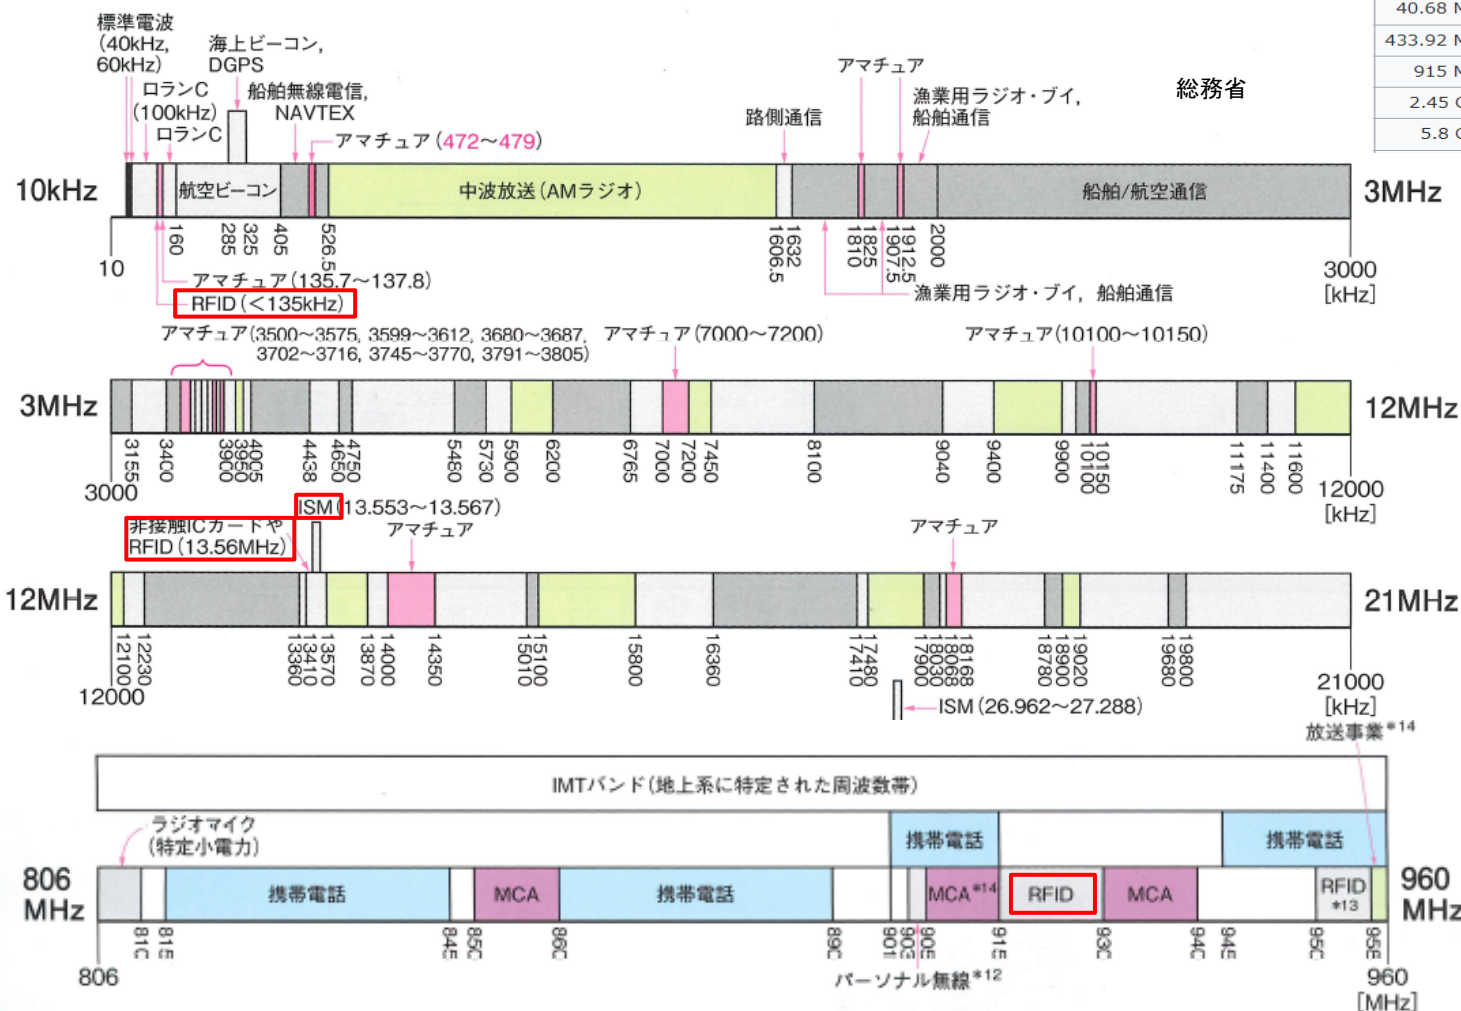 標準電波
(40kHz,
60kHz)
海上ビーコン,
DGPS
ロランC
(100kHz)
ロランC
船舶無線電信,
NAVTEX
アマチュア(472〜479)
路側通信
アマチュア
漁業用ラジオ・ブイ,
船舶通信
総務省
40.68 M
433.92 M
915 M
2.45 G
5.8 G
10kHz
航空ビーコン
中波放送(AMラジオ)
船舶/航空通信
3MHz
10
160
285
325
405
526.5
1606.5
1632
1810
1825
1907.5
1912.5
2000
3000
[kHz]
アマチュア(135.7〜137.8)
RFID(<135kHz)
漁業用ラジオ・ブイ, 船舶通信
アマチュア(3500〜3575, 3599〜3612, 3680〜3687,
3702〜3716, 3745〜3770, 3791〜3805)
アマチュア(7000〜7200)
アマチュア(10100〜10150)
3MHz
12MHz
3000
3155
3400
3900
3950
4005
4438
4650
4750
5480
5730
5900
6200
6765
7000
7200
7450
8100
9040
9400
9900
10100
10150
11175
11400
11600
12000
[kHz]
ISM(13.553〜13.567)
非接触ICカードや
RFID(13.56MHz)
アマチュア
アマチュア
12MHz
21MHz
12000
12100
12230
13360
13410
13570
13870
14000
14350
15010
15100
15800
16360
17410
17480
17900
18030
18068
18168
18780
18900
19020
19680
19800
21000
[kHz]
ISM(26.962〜27.288)
放送事業*14
IMTバンド(地上系に特定された周波数帯)
ラジオマイク
(特定小電力)
携帯電話
携帯電話
806
MHz
携帯電話
MCA
携帯電話
MCA*14
RFID
MCA
RFID
*13
960
MHz
806
810
815
845
850
860
890
901
903
905
915
930
940
945
950
958
960
[MHz]
パーソナル無線*12